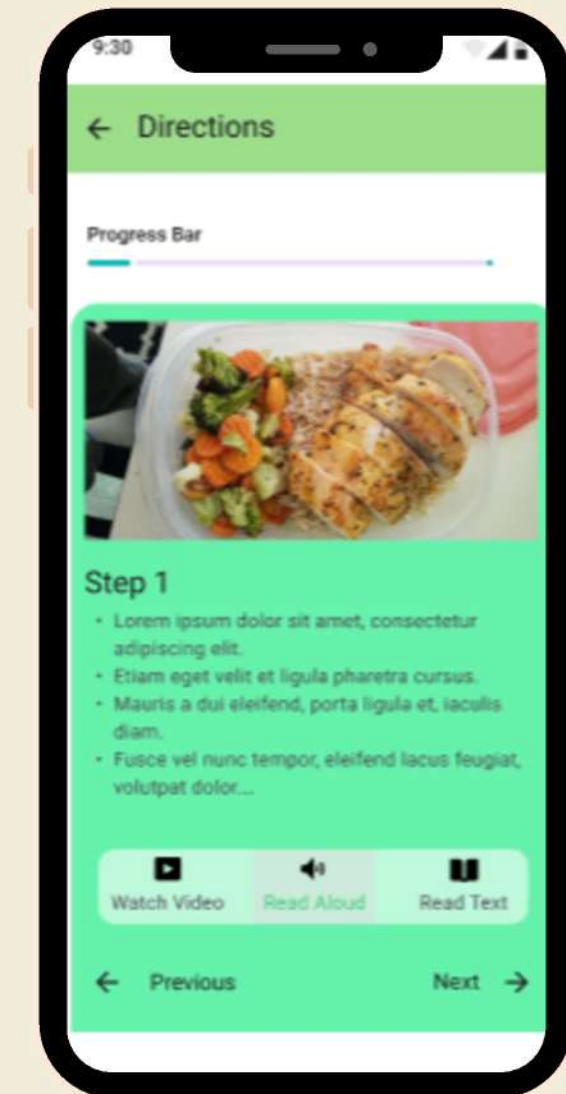 9:30
Directions
Progress Bar
Step 1
• Lorem ipsum dolor sit amet, consectetur
adipiscing elit.
• Etiam eget velit et ligula pharetra cursus.
• Mauris a dui eleifend, porta ligula et, iaculis
diam.
• Fusce vel nunc tempor, eleifend lacus feugiat,
volutpat dolor....
Watch Video Read Aloud Read Text
Previous Next